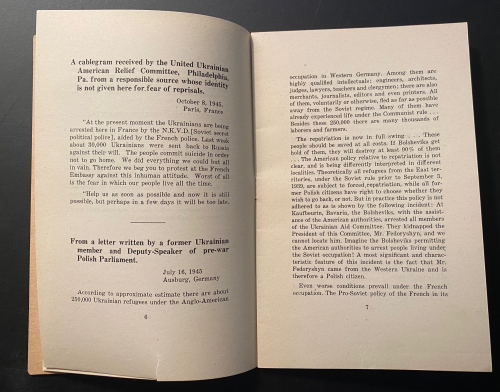 A cablegram received by the United Ukrainian
American Relief Committee, Philadelphia,
Pa. from a responsible source whose identity
is not given here for fear of reprisals.
October 8, 1945.
Paris, France
"At the present moment the Ukrainians are being
arrested here in France by the N.K.V.D. [Soviet secret
political police], aided by the French police. Last week
about 30,000 Ukrainians were sent back to Russia
against their will. The people commit suicide in order
not to go home. We did everything we could but all
in vain. Therefore we beg you to protest at the French
Embassy against this inhuman attitude. Worst of all
is the fear in which our people live all the time.
"Help us as soon as possible and now it is still
possible, but perhaps in a few days it will be too late.
From a letter written by a former Ukrainian
member and Deputy-Speaker of pre-war
Polish Parliament.
July 16, 1945
Ausburg, Germany
According to approximate estimate there are about
250,000 Ukrainian refugees under the Anglo-American
6
occupation in Western Germany. Among them are
highly qualified intellectuals; engineers, architects,
judges, lawyers, teachers and clergymen; there are also
merchants, journalists, editors and even printers. All
of them, voluntarily or otherwise, fled as far as possible
away from the Soviet regime. Many of them have
already experienced life under the Communist rule . . .
Besides these 250,000 there are many thousands of
laborers and farmers.
The repatriation is now in full swing . . . . These
people should be saved at all costs. If Bolsheviks get
hold of them, they will destroy at least 90% of them
. . . The American policy relative to repatriation is not
clear, and is being differently interpreted in different
localities. Theoretically all refugees from the East ter-
ritories, under the Soviet rule prior to September 3,
1939, are subject to forced repatriation, while all for-
mer Polish citizens have right to choose whether they
wish to go back, or not. But in practice this policy is not
adhered to as is shown by the following incident: At
Kaufbeurn, Bavaria, the Bolsheviks, with the assist-
ance of the American authorities, arrested all members
of the Ukrainian Aid Committee. They kidnapped the
President of this Committee, Mr. Fedoryshyn, and we
cannot locate him. Imagine the Bolsheviks permitting
the American authorities to arrest people living under
the Soviet occupation! A most significant and charac-
teristic feature of this incident is the fact that Mr.
Fedoryshyn came from the Western Ukraine and is
therefore a Polish citizen.
Even worse conditions prevail under the French
occupation. The Pro-Soviet policy of the French in its
7